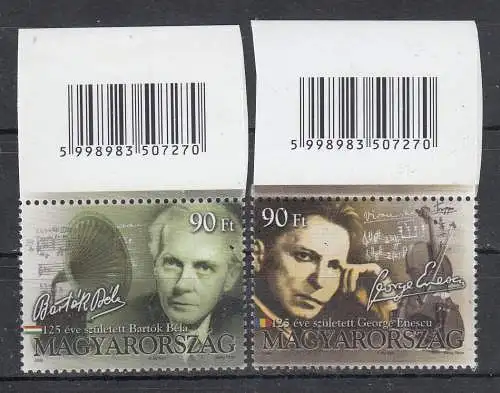 5 998983 507270
5 998983 507270
90 Ft
Bartók Béla
125 éve született Bartók Béla
MAGYARORSZÁG
90 Ft
George Enescu
125 éve született George Enescu
MAGYARORSZÁG